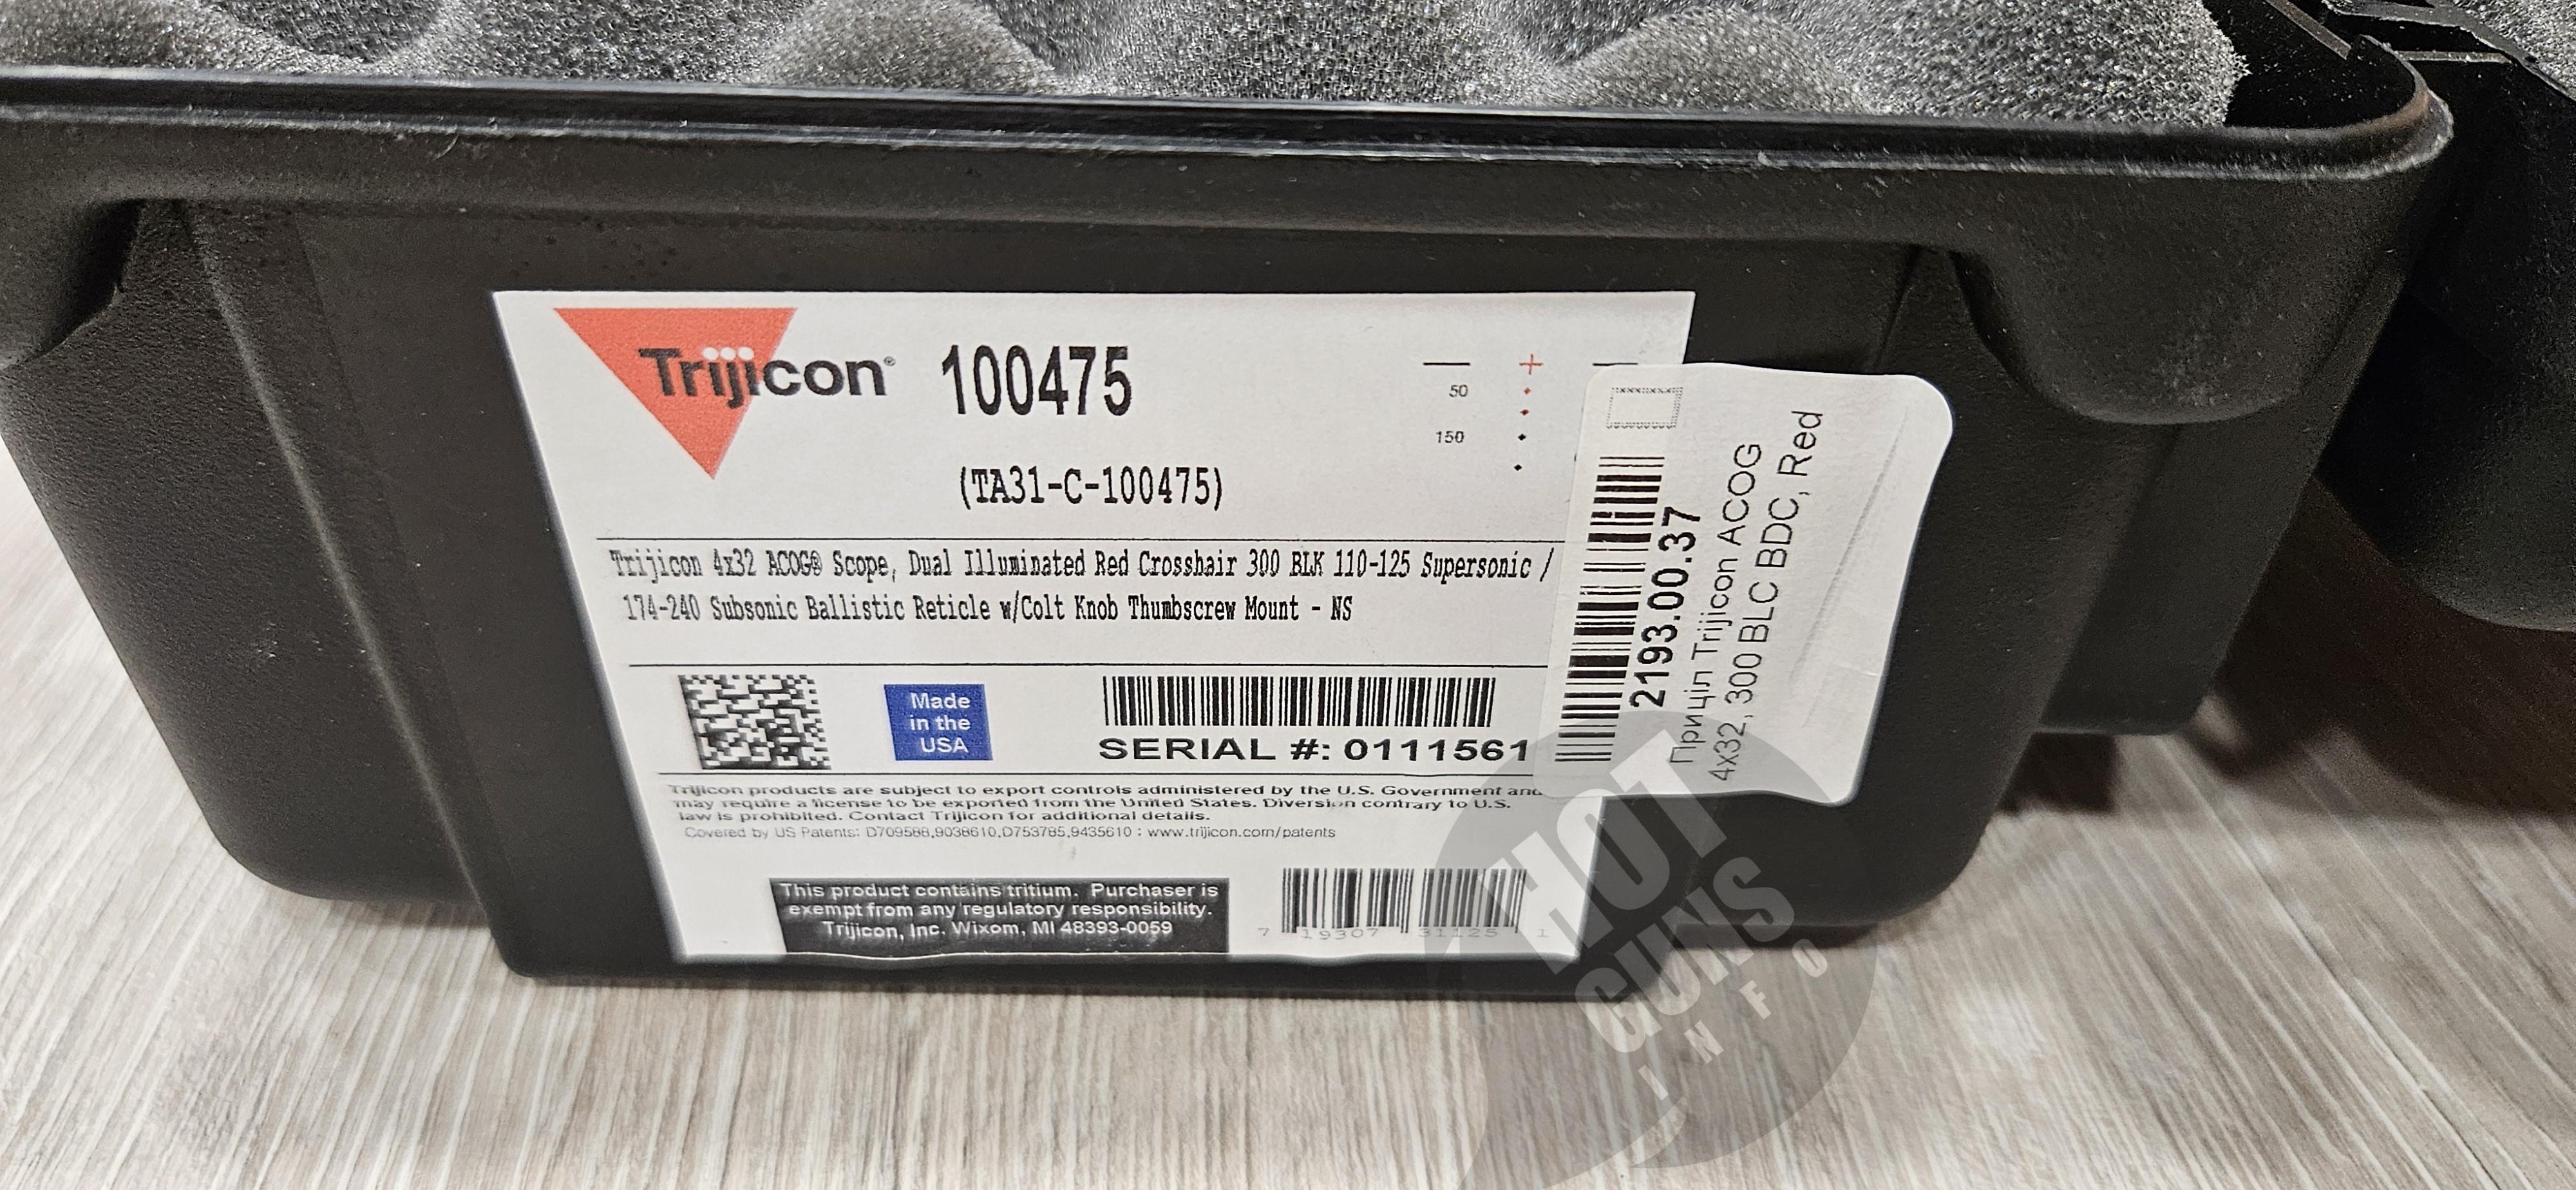 Trijicon® 100475
(TA31-C-100475)
50
150
Trijicon 4x32 ACOG® Scope, Dual Illuminated Red Crosshair 300 BLK 110-125 Supersonic /
174-240 Subsonic Ballistic Reticle w/Colt Knob Thumbscrew Mount - NS
Made
in the
USA
SERIAL #: 0111561
Trijicon products are subject to export controls administered by the U.S. Government and
may require a license to be exported from the United States. Diversion contrary to U.S.
law is prohibited. Contact Trijicon for additional details.
Covered by US Patents: D709588,9038610,D753785,9435610 : www.trijicon.com/patents
This product contains tritium. Purchaser is
exempt from any regulatory responsibility.
Trijicon, Inc. Wixom, MI 48393-0059
7 19307 31125 1
2193.00.37
Приціл Trijicon ACOG
4x32, 300 BLC BDC, Red
HOT
GUNS
INFO